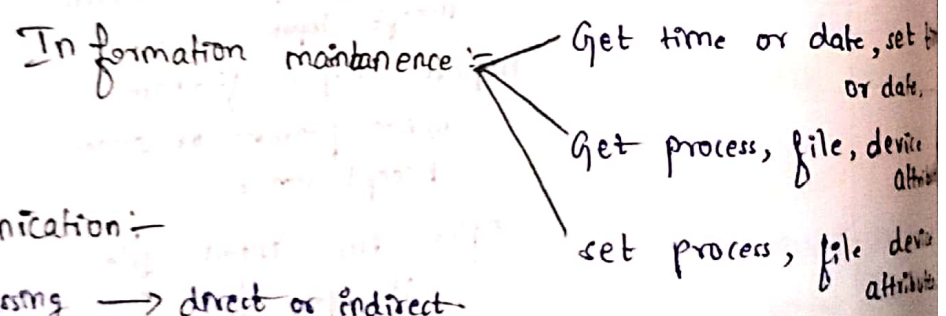 Information maintanence :-
Get time or date, set
or date,
Get process, file, device
set process, file device
nication :-
→ direct or indirect